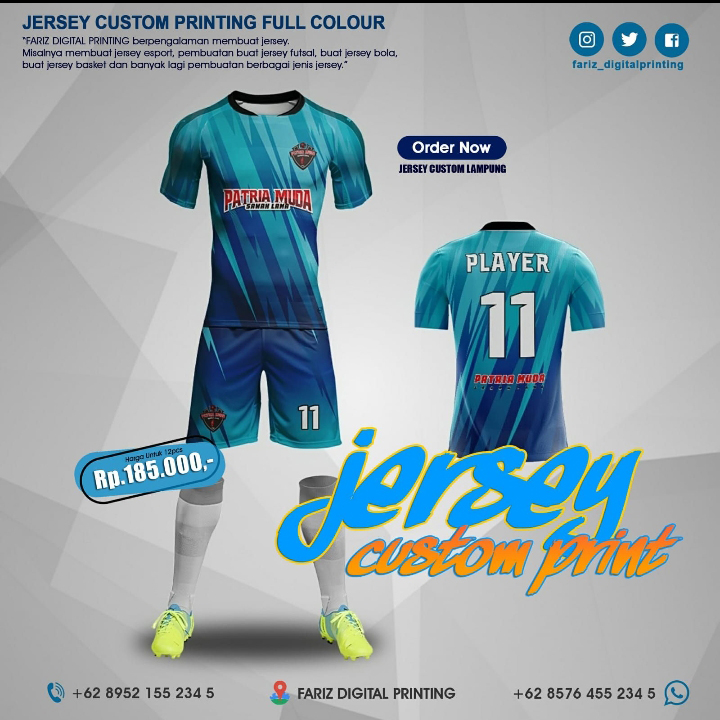 JERSEY CUSTOM PRINTING FULL COLOUR
"FARIZ DIGITAL PRINTING berpengalaman membuat jersey.
Misalnya membuat jersey esport, pembuatan buat jersey futsal, buat jersey bola,
buat jersey basket dan banyak lagi pembuatan berbagai jenis jersey."
fariz_digitalprinting
Order Now
JERSEY CUSTOM LAMPUNG
PATRIA MUDA
SAWAH LAMA
PLAYER
11
PATRIA MUDA
11
Harga Untuk 12pcs
Rp.185.000,-
jersey
custom print
+62 8952 155 234 5
FARIZ DIGITAL PRINTING
+62 8576 455 234 5